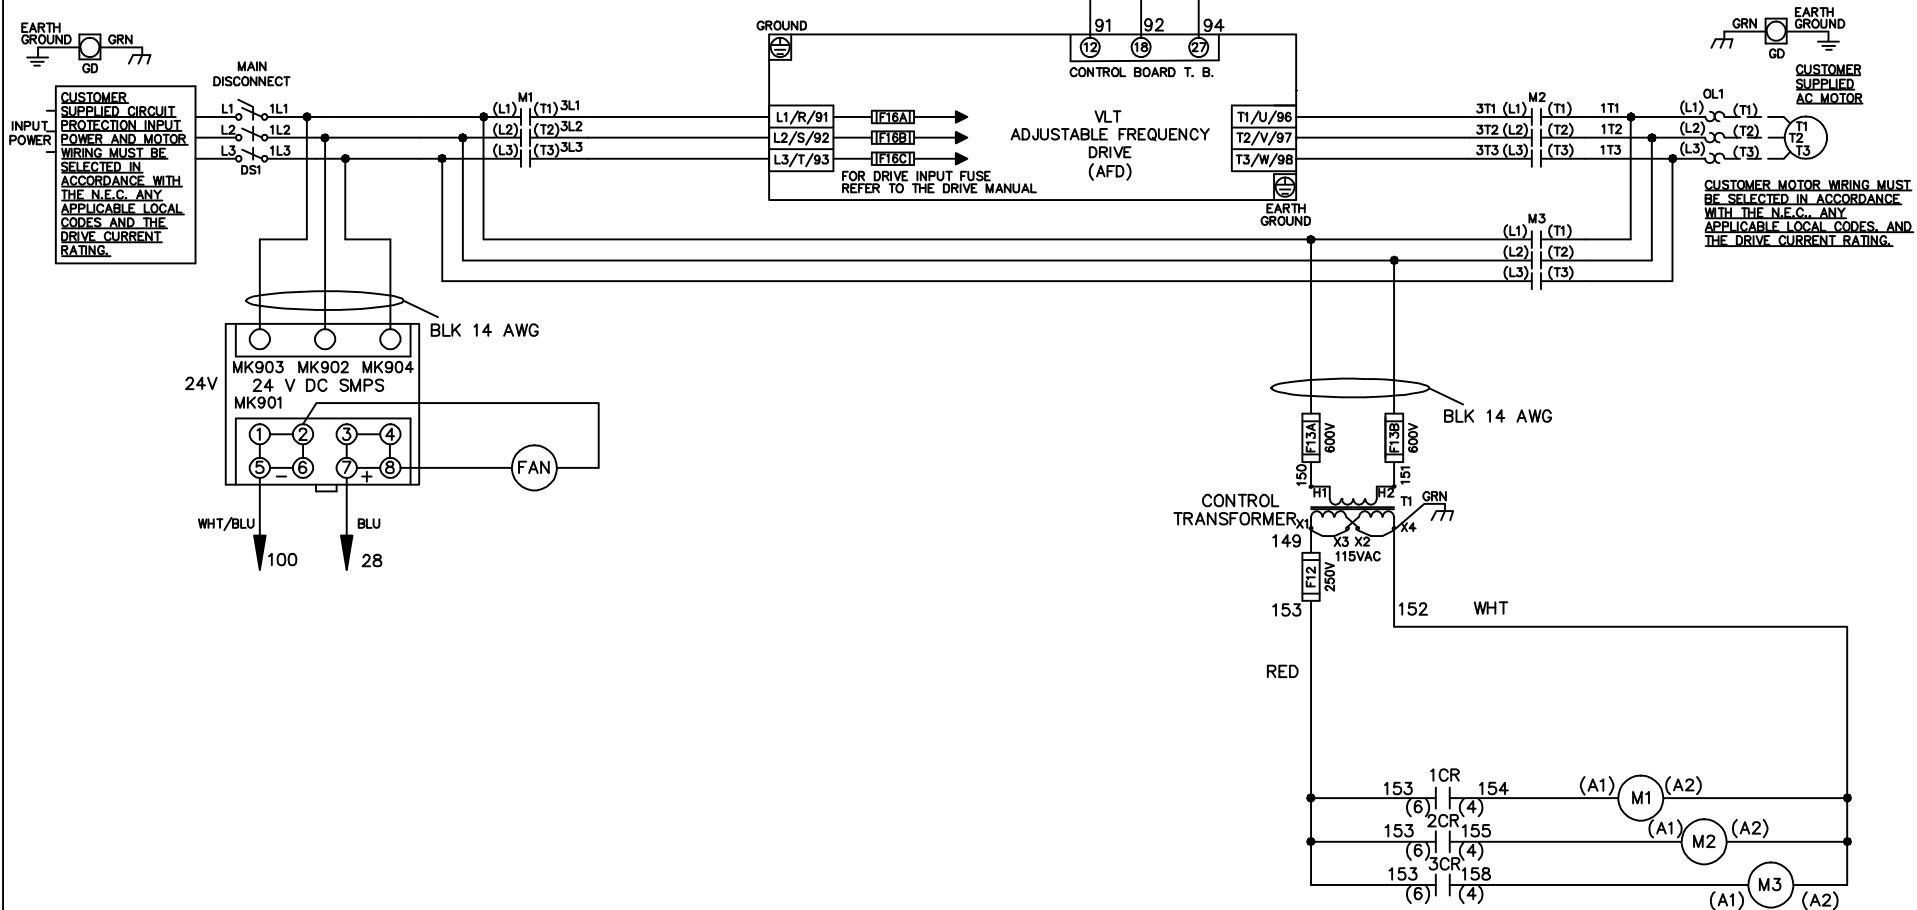 EARTH
GROUND
GRN
GD
GROUND
91
92
94
12
18
27
CONTROL BOARD T. B.
EARTH
GROUND
GRN
GD
CUSTOMER
SUPPLIED
AC MOTOR
MAIN
DISCONNECT
INPUT
POWER
CUSTOMER
SUPPLIED CIRCUIT
PROTECTION INPUT
POWER AND MOTOR
WIRING MUST BE
SELECTED IN
ACCORDANCE WITH
THE N.E.C. ANY
APPLICABLE LOCAL
CODES AND THE
DRIVE CURRENT
RATING.
L1 1L1
L2 1L2
L3 1L3
DS1
M1
(L1) (T1) 3L1
(L2) (T2) 3L2
(L3) (T3) 3L3
L1/R/91
L2/S/92
L3/T/93
F16A
F16B
F16C
FOR DRIVE INPUT FUSE
REFER TO THE DRIVE MANUAL
VLT
ADJUSTABLE FREQUENCY
DRIVE
(AFD)
T1/U/96
T2/V/97
T3/W/98
EARTH
GROUND
M2
3T1 (L1) (T1) 1T1
3T2 (L2) (T2) 1T2
3T3 (L3) (T3) 1T3
OL1
(L1) (T1)
(L2) (T2)
(L3) (T3)
T1
T2
T3
CUSTOMER MOTOR WIRING MUST
BE SELECTED IN ACCORDANCE
WITH THE N.E.C., ANY
APPLICABLE LOCAL CODES, AND
THE DRIVE CURRENT RATING.
M3
(L1) (T1)
(L2) (T2)
(L3) (T3)
BLK 14 AWG
MK903 MK902 MK904
24V
24 V DC SMPS
MK901
1 2 3 4
5 - 6 7 + 8
FAN
WHT/BLU
BLU
100
28
BLK 14 AWG
F13A
600V
F13B
600V
150
151
H1
H2
T1
GRN
CONTROL
TRANSFORMER
X1
X3 X2
X4
115VAC
149
F12
250V
153
152
WHT
RED
1CR
153 154
(6) (4)
(A1) M1 (A2)
2CR
153 155
(6) (4)
(A1) M2 (A2)
3CR
153 158
(6) (4)
(A1) M3 (A2)